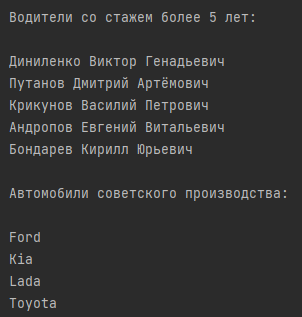 Водители со стажем более 5 лет:
Диниленко Виктор Генадьевич
Путанов Дмитрий Артёмович
Крикунов Василий Петрович
Андропов Евгений Витальевич
Бондарев Кирилл Юрьевич
Автомобили советского производства:
Ford
Kia
Lada
Toyota